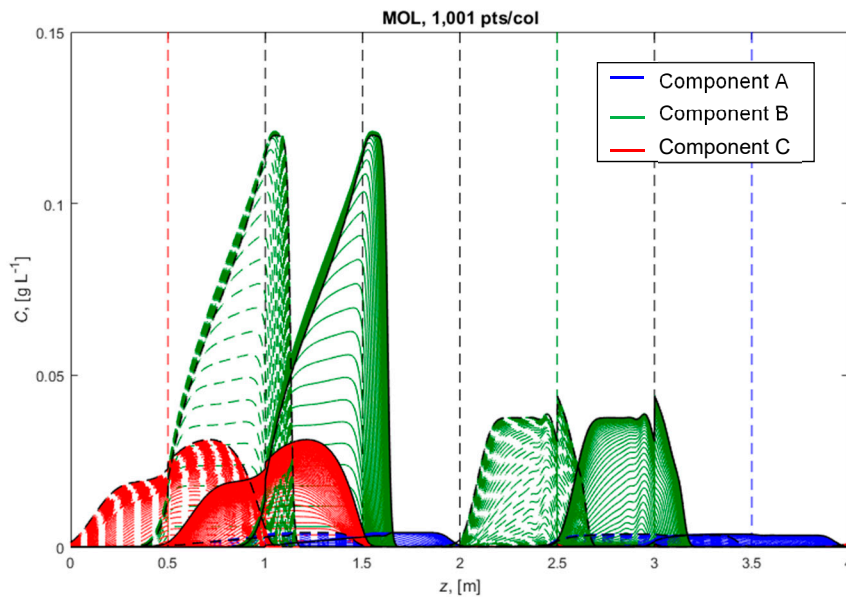 MOL, 1,001 pts/col
0.15
0.1
0.05
0
C, [g L⁻¹]
Component A
Component B
Component C
0 0.5 1 1.5 2 2.5 3 3.5 4
z, [m]